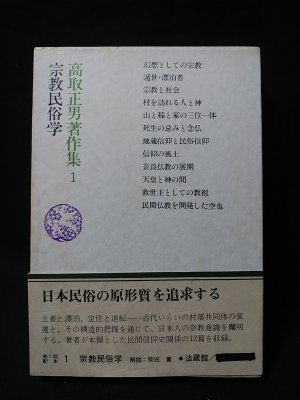 高取正男著作集1
宗教民俗学
幻想としての宗教
遁世・漂泊者
宗教と社会
村を訪れる人と神
山と稲と家の三位一体
死生の忌みと念仏
地蔵信仰と民俗信仰
信仰の風土
奈良仏教の展開
天皇と神の間
救世主としての教祖
民間仏教を開発した空也
日本民俗の原形質を追求する
土着と漂泊、定住と退転──古代いらいの村落共同体の変
遷と、その構造的把握を通じて、日本人の宗教意識を闡明
する。著者が本領とした民間信仰史関係の12篇を収録。
配本 1 宗教民俗学 解説=柴田 實 ●法蔵館